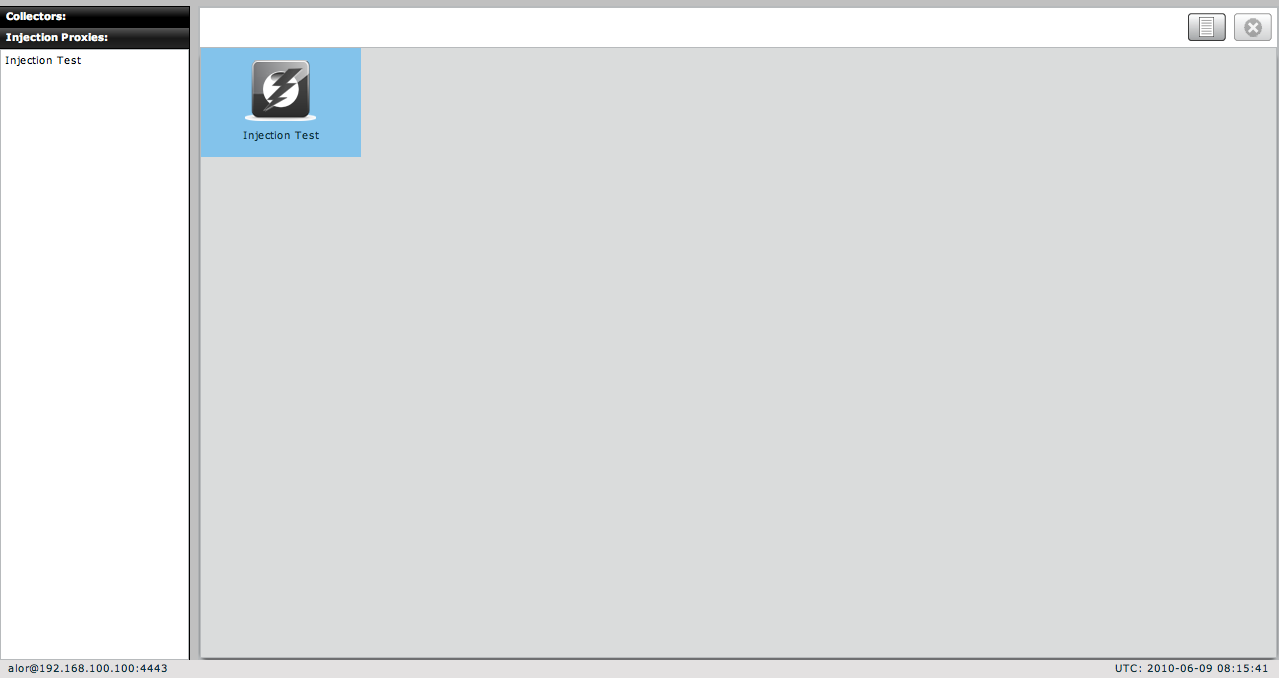 Collectors:
Injection Proxies:
Injection Test
Injection Test
alor@192.168.100.100:4443
UTC: 2010-06-09 08:15:41